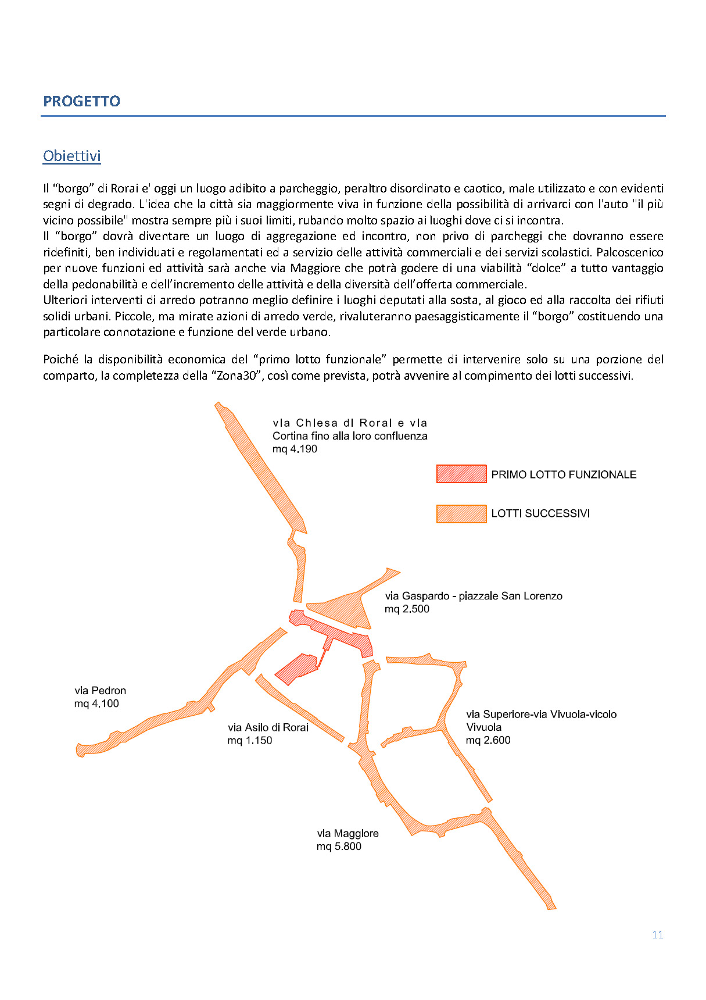 PROGETTO
Obiettivi
Il “borgo” di Rorai e' oggi un luogo adibito a parcheggio, peraltro disordinato e caotico, male utilizzato e con evidenti
segni di degrado. L'idea che la città sia maggiormente viva in funzione della possibilità di arrivarci con l'auto "il più
vicino possibile" mostra sempre più i suoi limiti, rubando molto spazio ai luoghi dove ci si incontra.
Il “borgo” dovrà diventare un luogo di aggregazione ed incontro, non privo di parcheggi che dovranno essere
ridefiniti, ben individuati e regolamentati ed a servizio delle attività commerciali e dei servizi scolastici. Palcoscenico
per nuove funzioni ed attività sarà anche via Maggiore che potrà godere di una viabilità “dolce” a tutto vantaggio
della pedonabilità e dell’incremento delle attività e della diversità dell’offerta commerciale.
Ulteriori interventi di arredo potranno meglio definire i luoghi deputati alla sosta, al gioco ed alla raccolta dei rifiuti
solidi urbani. Piccole, ma mirate azioni di arredo verde, rivaluteranno paesaggisticamente il “borgo” costituendo una
particolare connotazione e funzione del verde urbano.
Poiché la disponibilità economica del “primo lotto funzionale” permette di intervenire solo su una porzione del
comparto, la completezza della “Zona30”, così come prevista, potrà avvenire al compimento dei lotti successivi.
via Chiesa di Rorai e via
Cortina fino alla loro confluenza
mq 4.190
PRIMO LOTTO FUNZIONALE
LOTTI SUCCESSIVI
via Gaspardo - piazzale San Lorenzo
mq 2.500
via Pedron
mq 4.100
via Asilo di Rorai
mq 1.150
via Superiore-via Vivuola-vicolo
Vivuola
mq 2.600
via Maggiore
mq 5.800
11